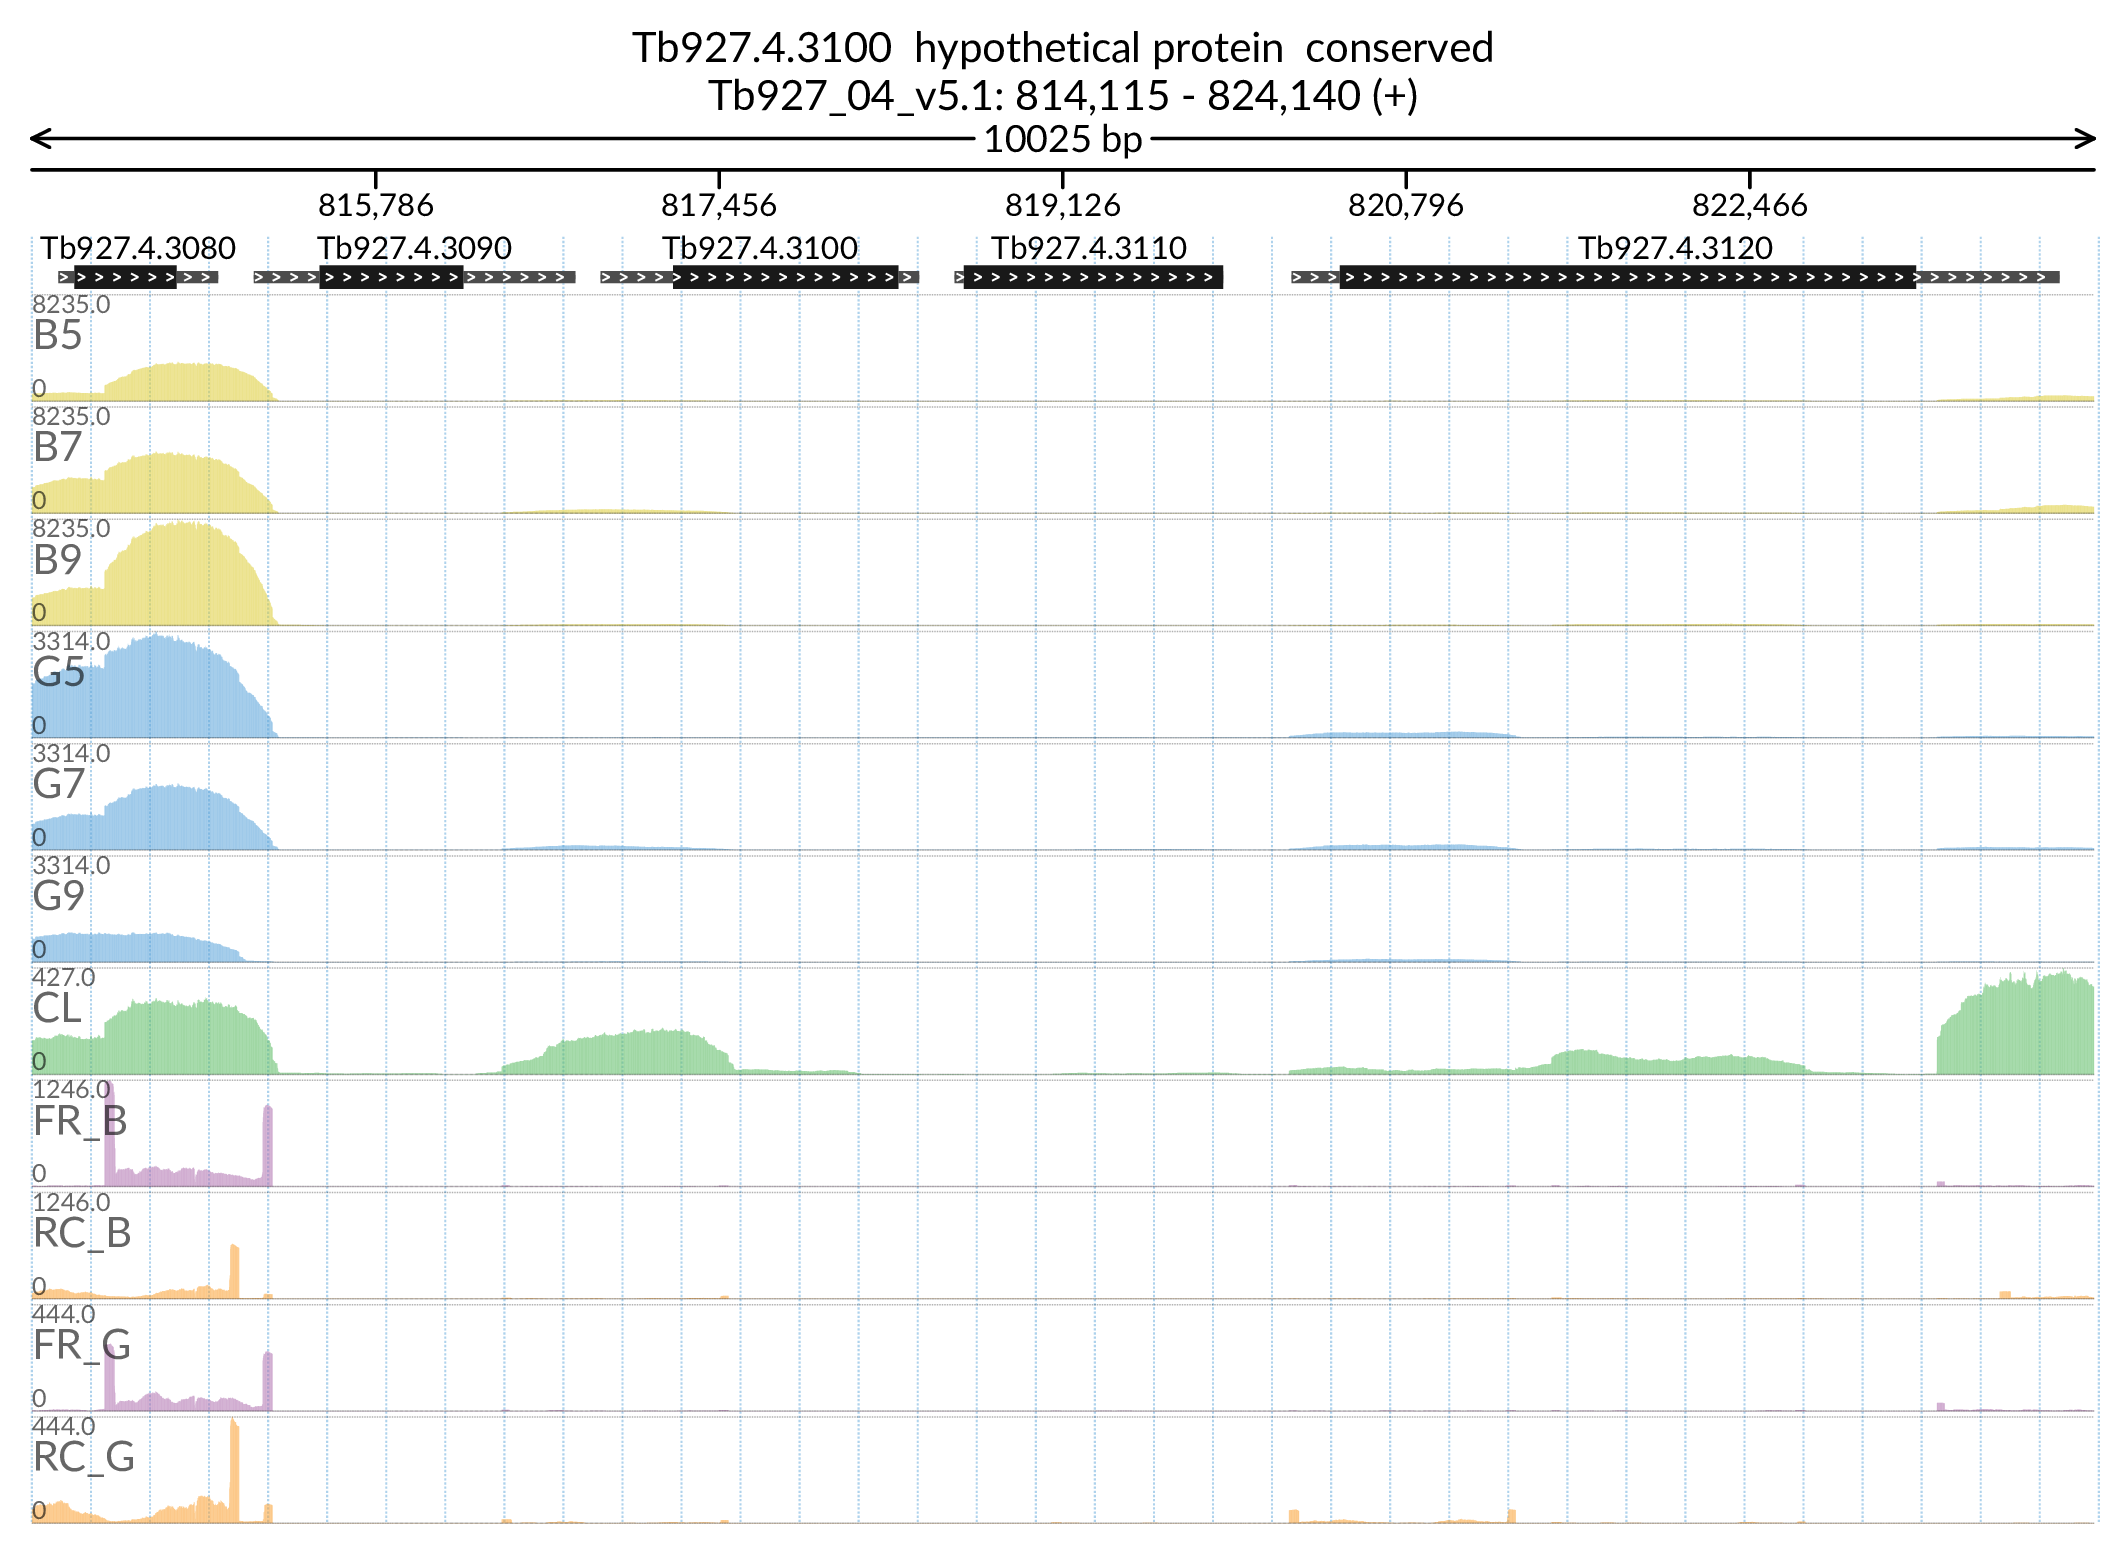 Tb927.4.3100  hypothetical protein  conserved
Tb927_04_v5.1: 814,115 - 824,140 (+)
10025 bp
815,786 817,456 819,126 820,796 822,466
Tb927.4.3080 Tb927.4.3090 Tb927.4.3100 Tb927.4.3110 Tb927.4.3120
8235.0
B5
0
8235.0
B7
0
8235.0
B9
0
3314.0
G5
0
3314.0
G7
0
3314.0
G9
0
427.0
CL
0
1246.0
FR_B
0
1246.0
RC_B
0
444.0
FR_G
0
444.0
RC_G
0